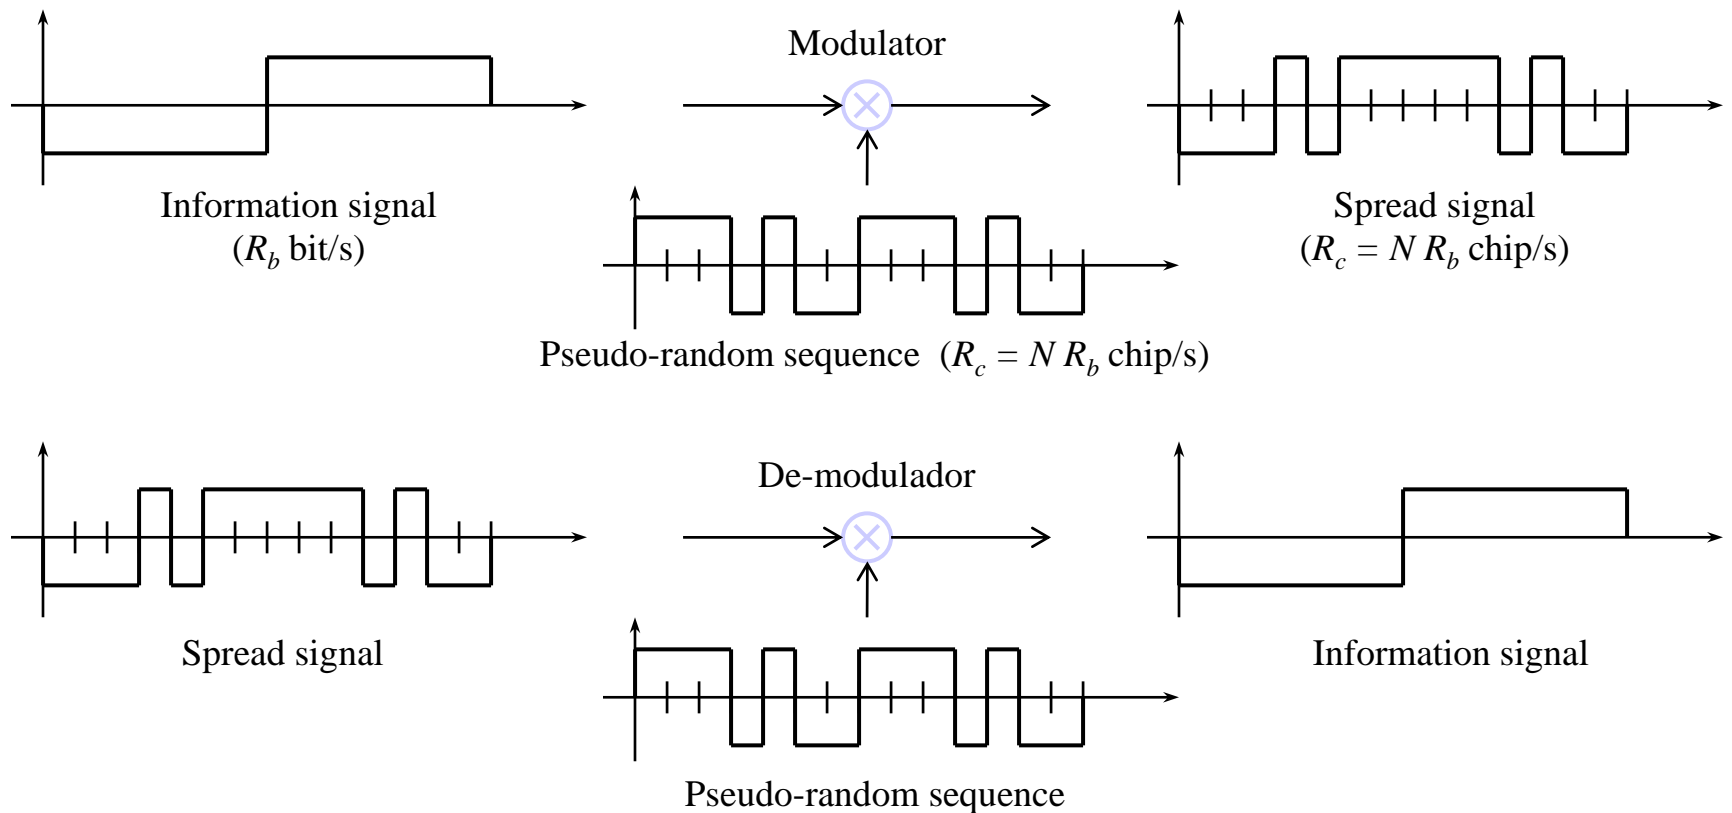 Modulator
Information signal
(R_b bit/s)
Spread signal
(R_c = N R_b chip/s)
Pseudo-random sequence (R_c = N R_b chip/s)
De-modulador
Spread signal
Information signal
Pseudo-random sequence